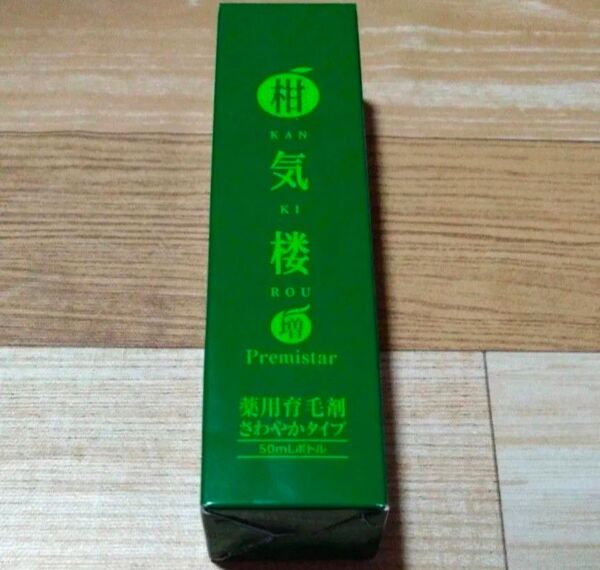 柑
KAN
気
KI
楼
ROU
増
Premistar
薬用育毛剤
さわやかタイプ
50mLボトル